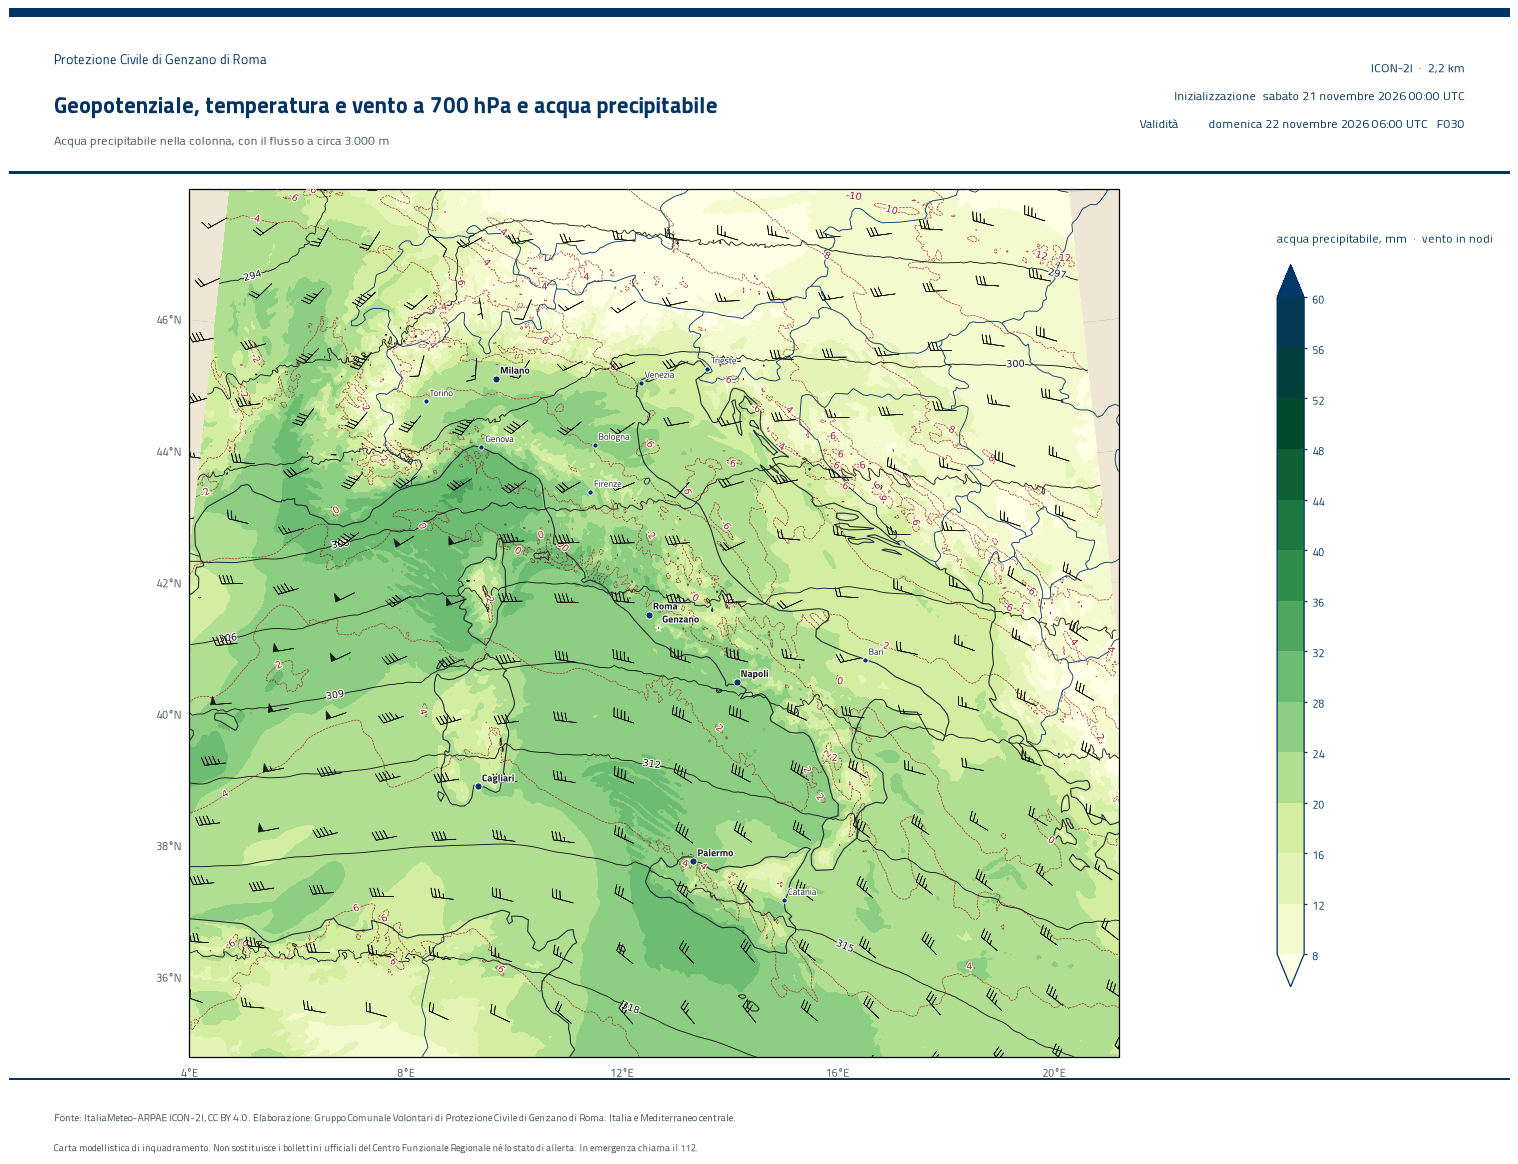 Protezione Civile di Genzano di Roma
Geopotenziale, temperatura e vento a 700 hPa e acqua precipitabile
Acqua precipitabile nella colonna, con il flusso a circa 3.000 m
ICON-2I · 2,2 km
Inizializzazione sabato 21 novembre 2026 00:00 UTC
Validità domenica 22 novembre 2026 06:00 UTC F030
acqua precipitabile, mm · vento in nodi
60
56
52
48
44
40
36
32
28
24
20
16
12
8
46°N
44°N
42°N
40°N
38°N
36°N
4°E
8°E
12°E
16°E
20°E
294
297
300
306
309
312
315
Milano
Torino
Venezia
Trieste
Genova
Bologna
Firenze
Roma
Genzano
Napoli
Bari
Cagliari
Palermo
Catania
Fonte: ItaliaMeteo-ARPAE ICON-2I, CC BY 4.0. Elaborazione: Gruppo Comunale Volontari di Protezione Civile di Genzano di Roma. Italia e Mediterraneo centrale.
Carta modellistica di inquadramento. Non sostituisce i bollettini ufficiali del Centro Funzionale Regionale né lo stato di allerta. In emergenza chiama il 112.